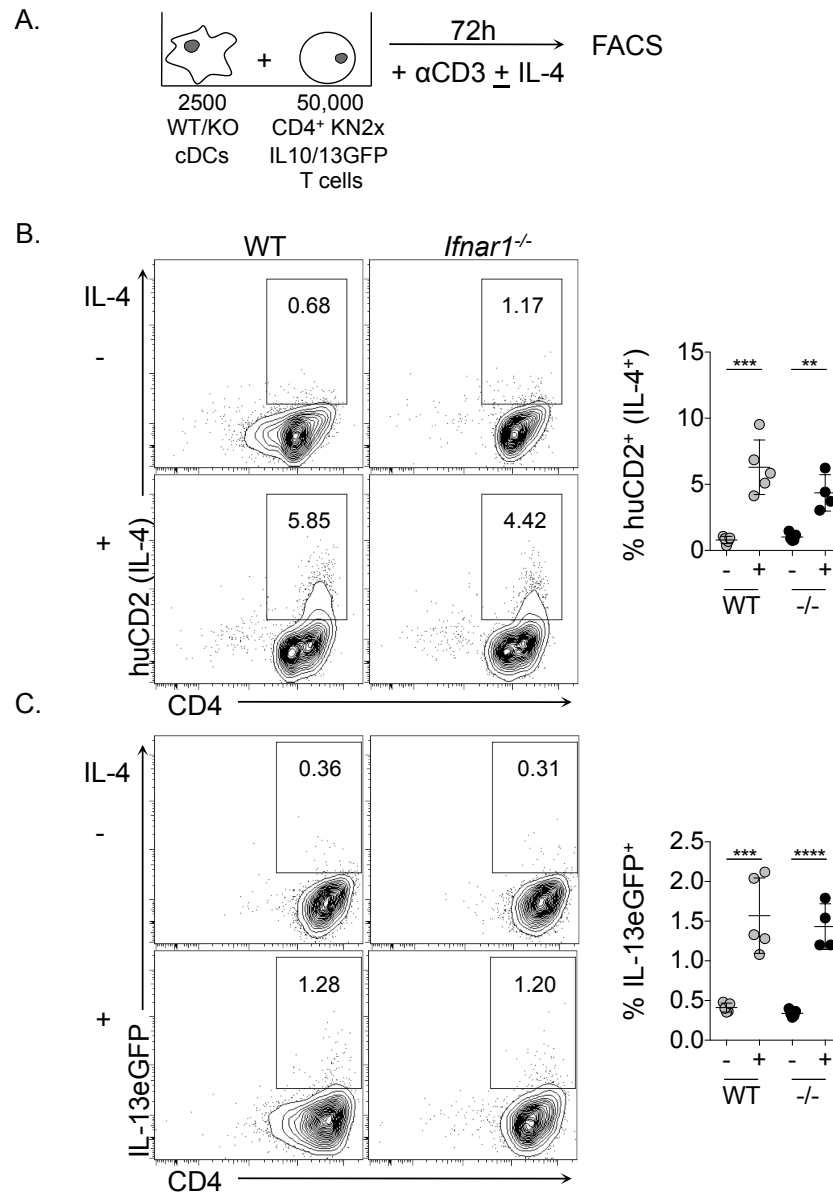 A.
72h
+ αCD3 + IL-4
FACS
+
2500
WT/KO
cDCs
50,000
CD4⁺ KN2x
IL10/13GFP
T cells
B.
WT
Ifnar1⁻/⁻
IL-4
-
+
huCD2 (IL-4)
0.68
1.17
5.85
4.42
CD4
% huCD2⁺ (IL-4⁺)
15
10
5
0
***
**
- + - +
WT -/-
C.
IL-4
-
+
IL-13eGFP
0.36
0.31
1.28
1.20
CD4
% IL-13eGFP⁺
2.5
2.0
1.5
1.0
0.5
0.0
***
****
- + - +
WT -/-